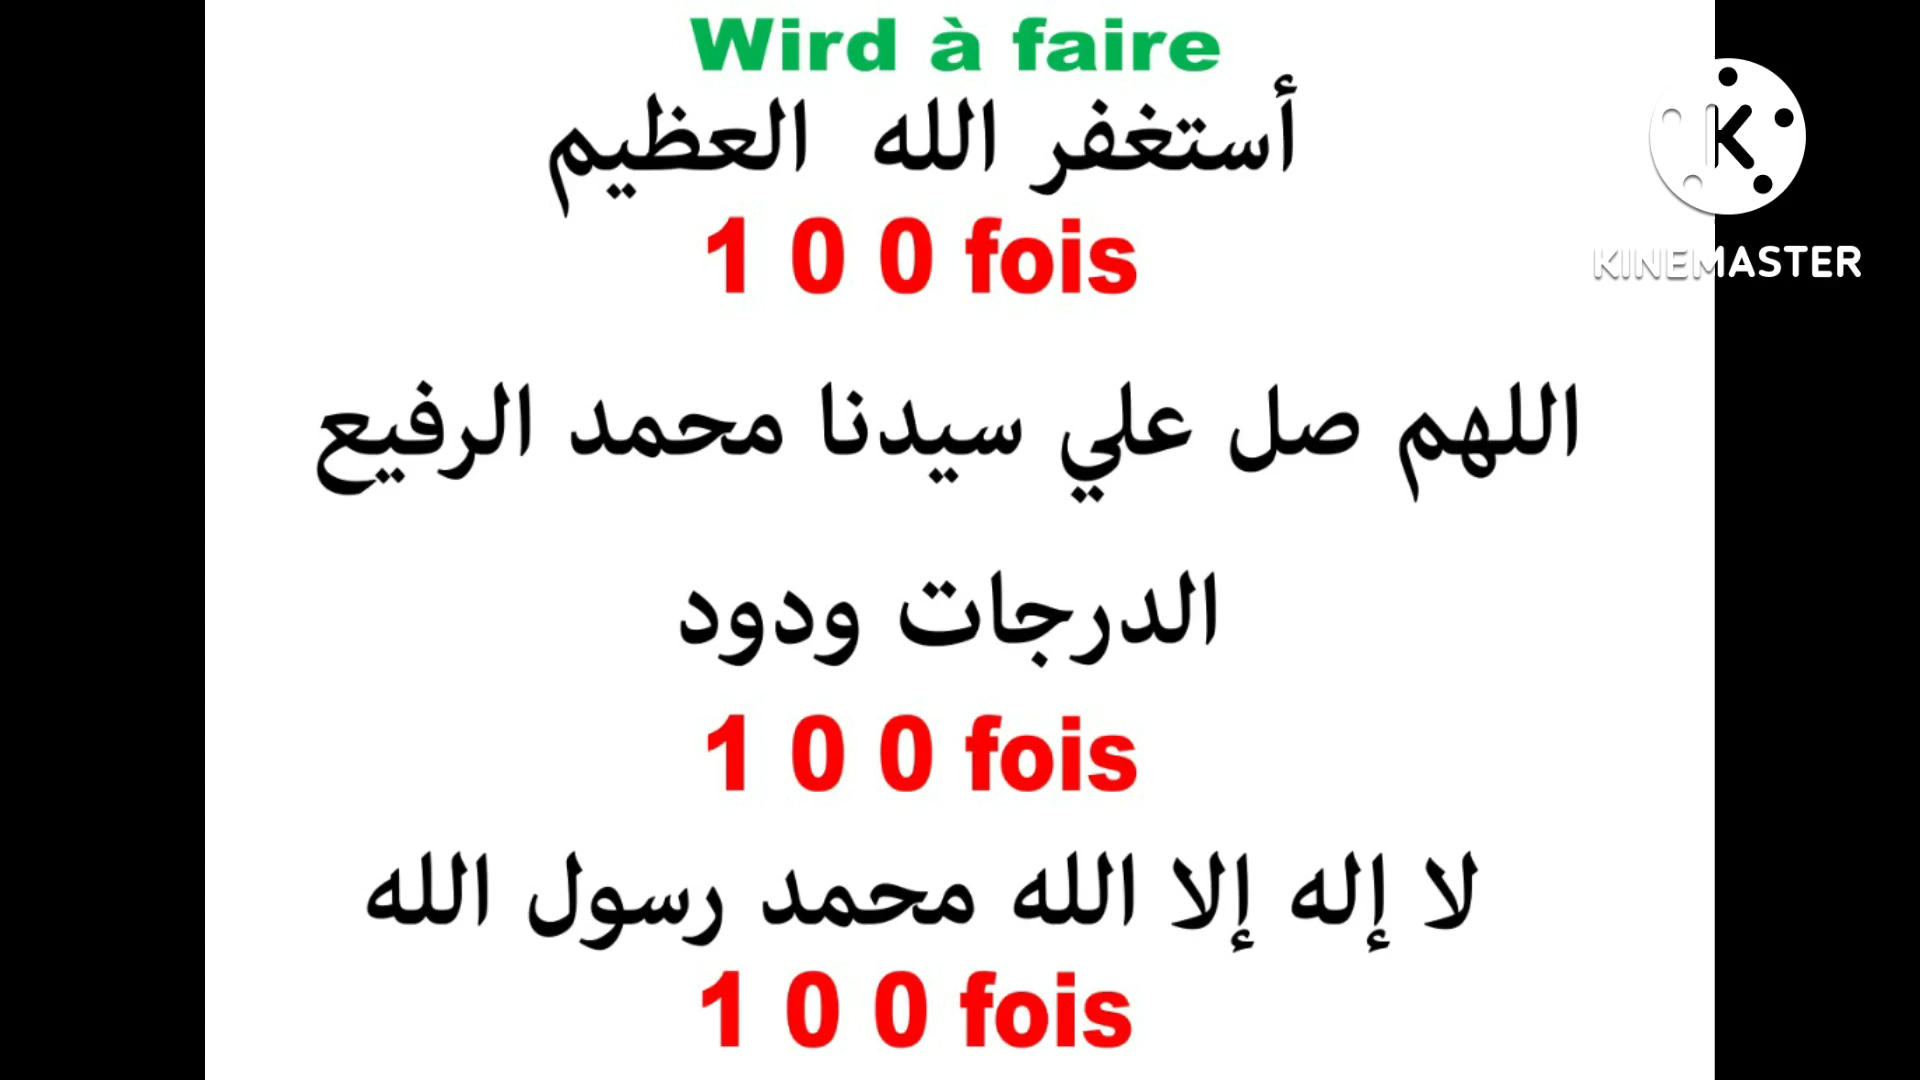 Wird à faire
أستغفر الله العظيم
1 0 0 fois
اللهم صل علي سيدنا محمد الرفيع
الدرجات ودود
1 0 0 fois
لا إله إلا الله محمد رسول الله
1 0 0 fois
K
KINEMASTER